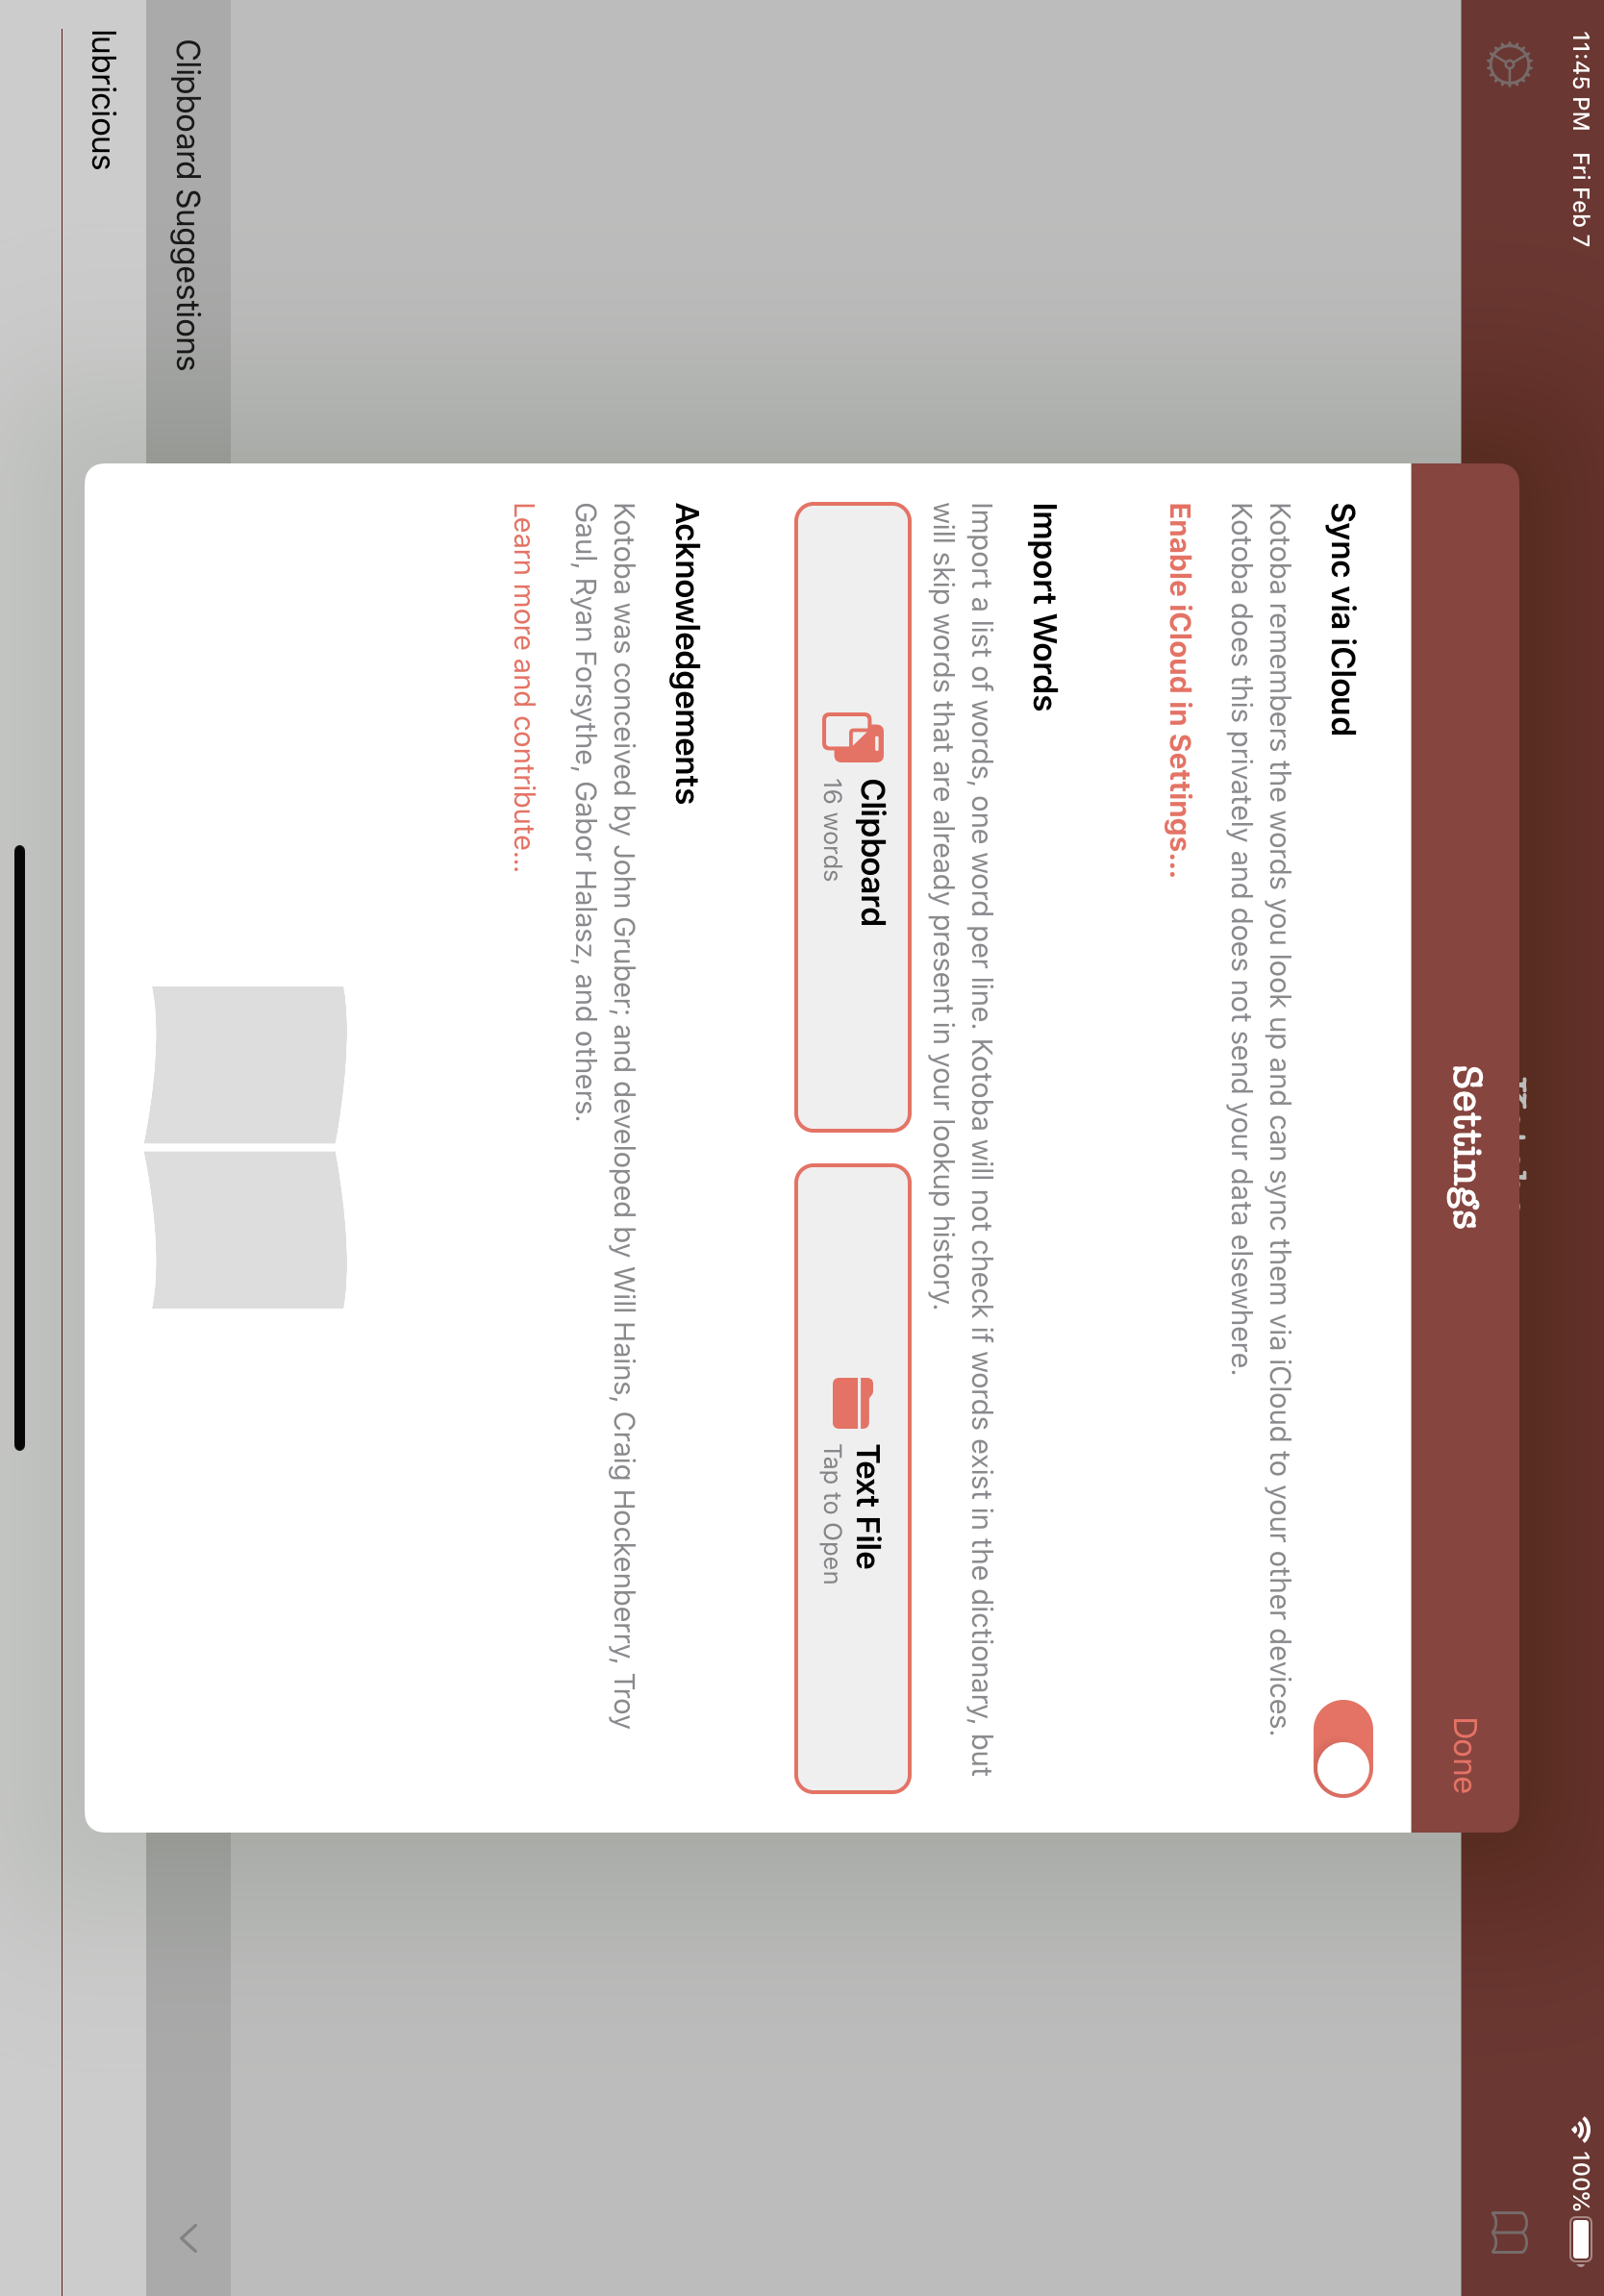 11:45 PM Fri Feb 7
100%
Settings
Done
Sync via iCloud
Kotoba remembers the words you look up and can sync them via iCloud to your other devices.
Kotoba does this privately and does not send your data elsewhere.
Enable iCloud in Settings...
Import Words
Import a list of words, one word per line. Kotoba will not check if words exist in the dictionary, but
will skip words that are already present in your lookup history.
Clipboard
16 words
Text File
Tap to Open
Acknowledgements
Kotoba was conceived by John Gruber; and developed by Will Hains, Craig Hockenberry, Troy
Gaul, Ryan Forsythe, Gabor Halasz, and others.
Learn more and contribute...
Clipboard Suggestions
lubricious